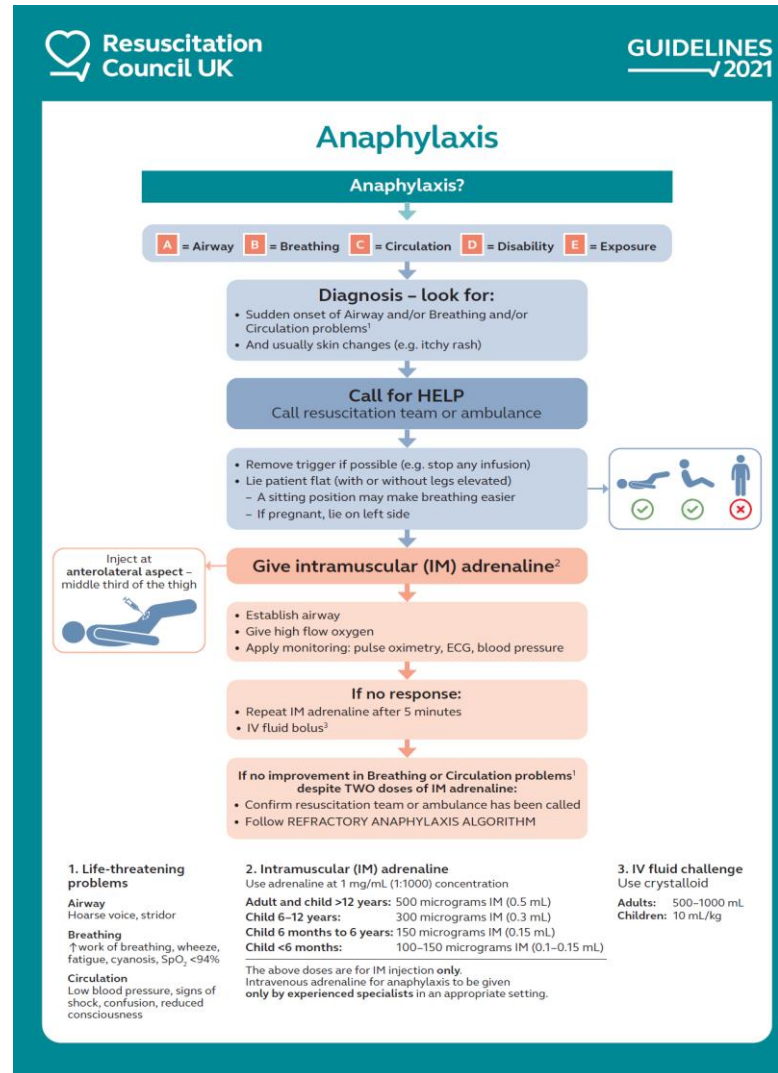 Resuscitation
Council UK
GUIDELINES
2021
Anaphylaxis
Anaphylaxis?
A = Airway B = Breathing C = Circulation D = Disability E = Exposure
Diagnosis – look for:
• Sudden onset of Airway and/or Breathing and/or
Circulation problems¹
• And usually skin changes (e.g. itchy rash)
Call for HELP
Call resuscitation team or ambulance
• Remove trigger if possible (e.g. stop any infusion)
• Lie patient flat (with or without legs elevated)
– A sitting position may make breathing easier
– If pregnant, lie on left side
Inject at
anterolateral aspect –
middle third of the thigh
Give intramuscular (IM) adrenaline²
• Establish airway
• Give high flow oxygen
• Apply monitoring: pulse oximetry, ECG, blood pressure
If no response:
• Repeat IM adrenaline after 5 minutes
• IV fluid bolus³
If no improvement in Breathing or Circulation problems¹
despite TWO doses of IM adrenaline:
• Confirm resuscitation team or ambulance has been called
• Follow REFRACTORY ANAPHYLAXIS ALGORITHM
1. Life-threatening
problems
Airway
Hoarse voice, stridor
Breathing
↑work of breathing, wheeze,
fatigue, cyanosis, SpO₂ <94%
Circulation
Low blood pressure, signs of
shock, confusion, reduced
consciousness
2. Intramuscular (IM) adrenaline
Use adrenaline at 1 mg/mL (1:1000) concentration
Adult and child >12 years: 500 micrograms IM (0.5 mL)
Child 6–12 years: 300 micrograms IM (0.3 mL)
Child 6 months to 6 years: 150 micrograms IM (0.15 mL)
Child <6 months: 100–150 micrograms IM (0.1–0.15 mL)
The above doses are for IM injection only.
Intravenous adrenaline for anaphylaxis to be given
only by experienced specialists in an appropriate setting.
3. IV fluid challenge
Use crystalloid
Adults: 500–1000 mL
Children: 10 mL/kg